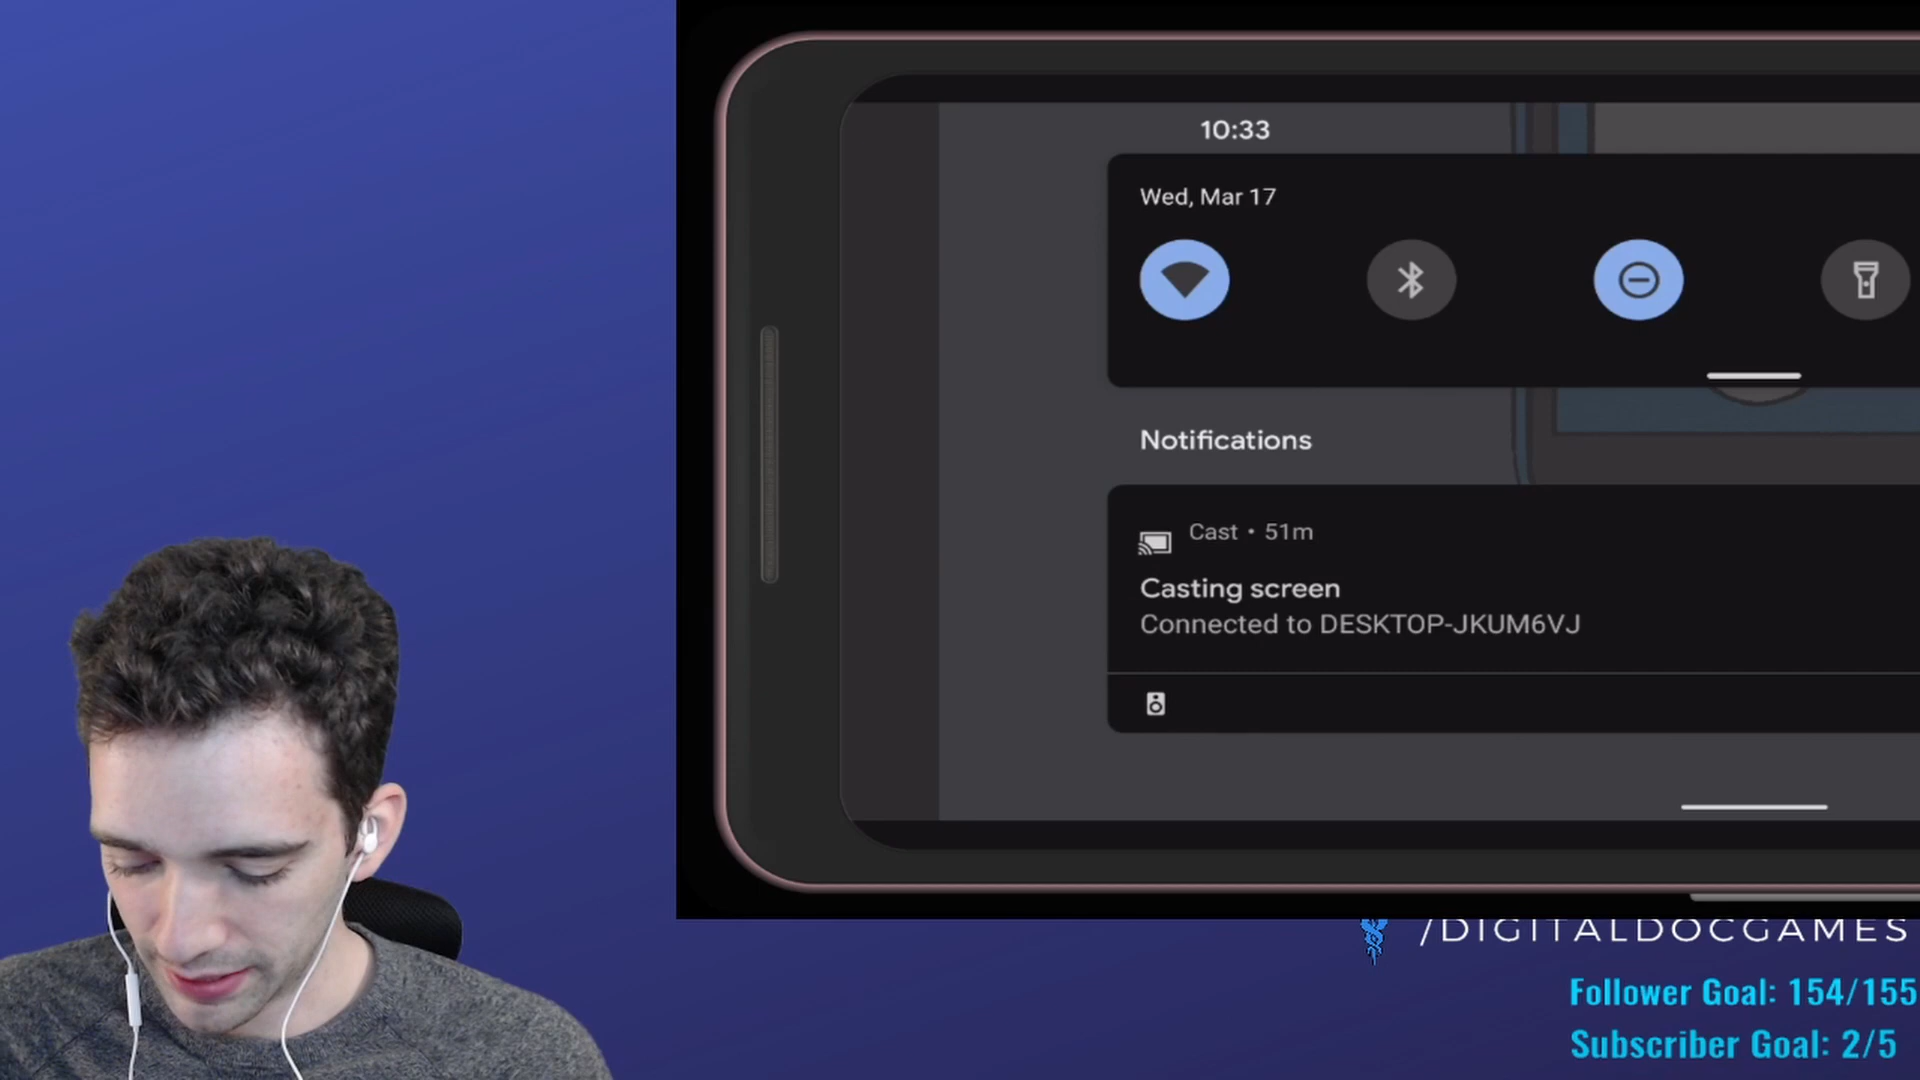 10:33
Wed, Mar 17
Notifications
Cast • 51m
Casting screen
Connected to DESKTOP-JKUM6VJ
/DIGITALDOCGAMES
Follower Goal: 154/155
Subscriber Goal: 2/5